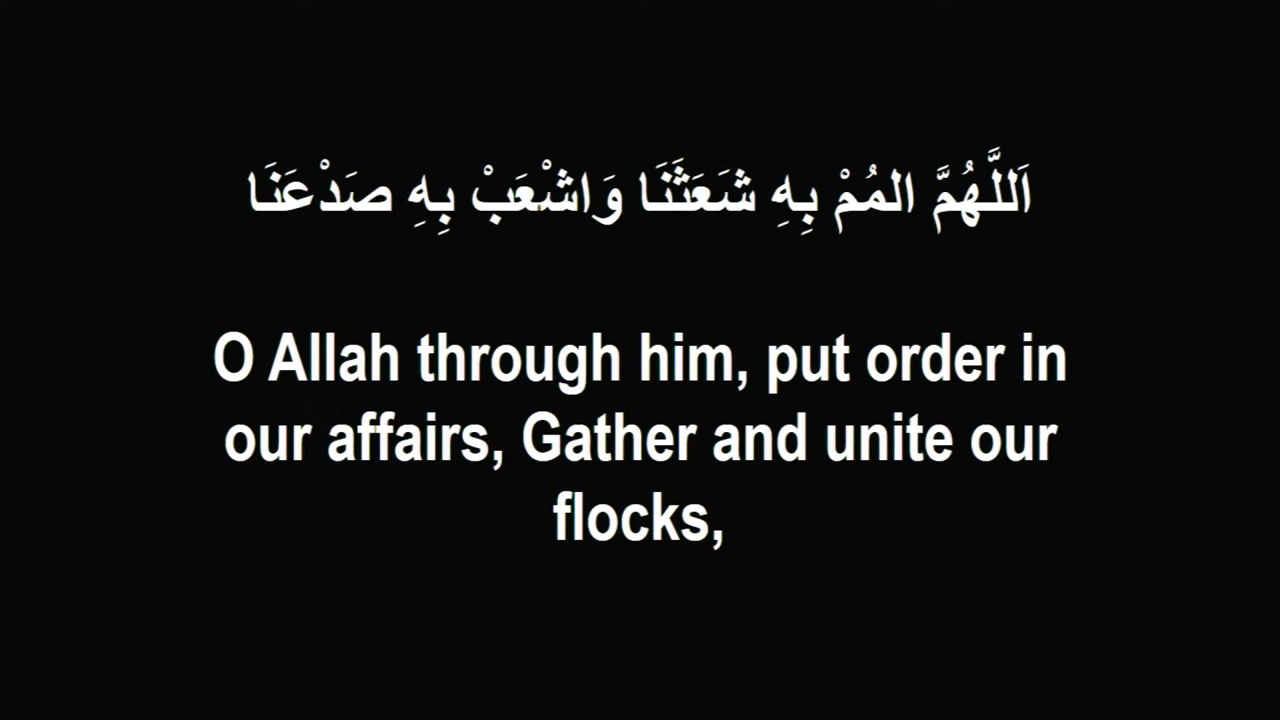 اَللَّهُمَّ المُمْ بِهِ شَعَثَنَا وَاشْعَبْ بِهِ صَدْعَنَا
O Allah through him, put order in
our affairs, Gather and unite our
flocks,